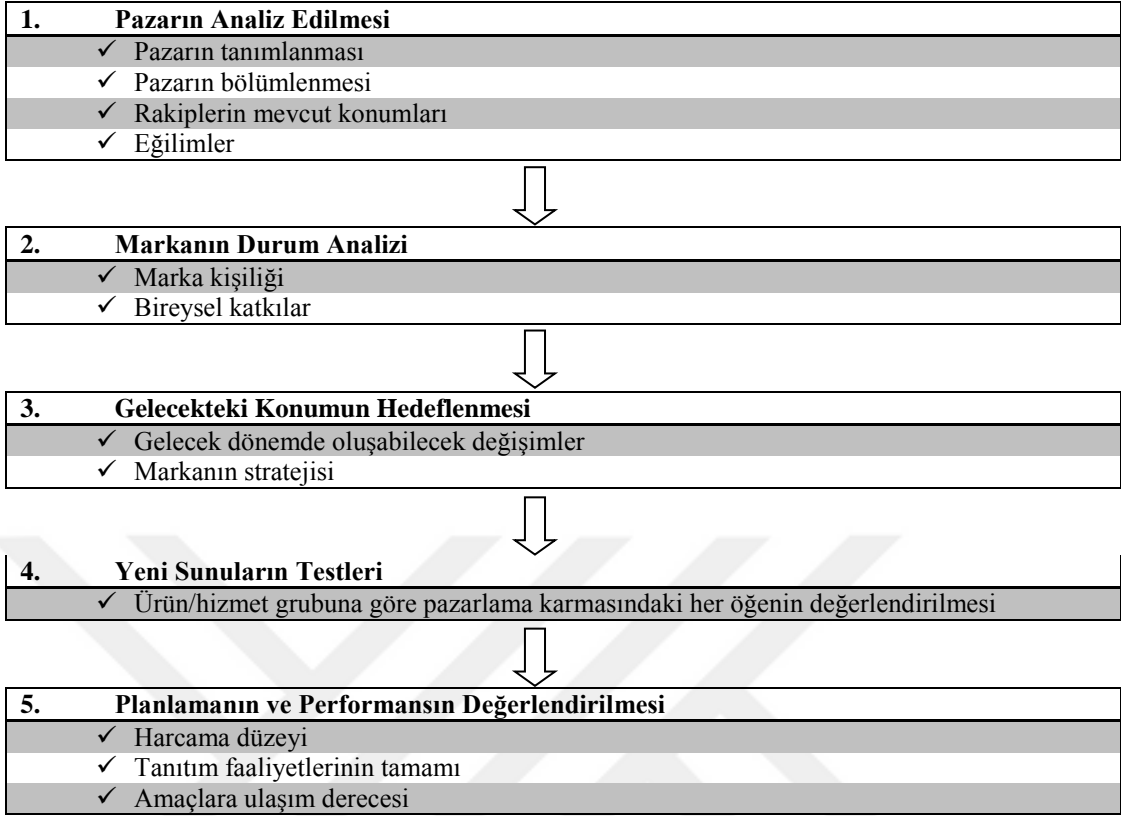 1. Pazarın Analiz Edilmesi
✓ Pazarın tanımlanması
✓ Pazarın bölümlenmesi
✓ Rakiplerin mevcut konumları
✓ Eğilimler
2. Markanın Durum Analizi
✓ Marka kişiliği
✓ Bireysel katkılar
3. Gelecekteki Konumun Hedeflenmesi
✓ Gelecek dönemde oluşabilecek değişimler
✓ Markanın stratejisi
4. Yeni Sunuların Testleri
✓ Ürün/hizmet grubuna göre pazarlama karmasındaki her öğenin değerlendirilmesi
5. Planlamanın ve Performansın Değerlendirilmesi
✓ Harcama düzeyi
✓ Tanıtım faaliyetlerinin tamamı
✓ Amaçlara ulaşım derecesi